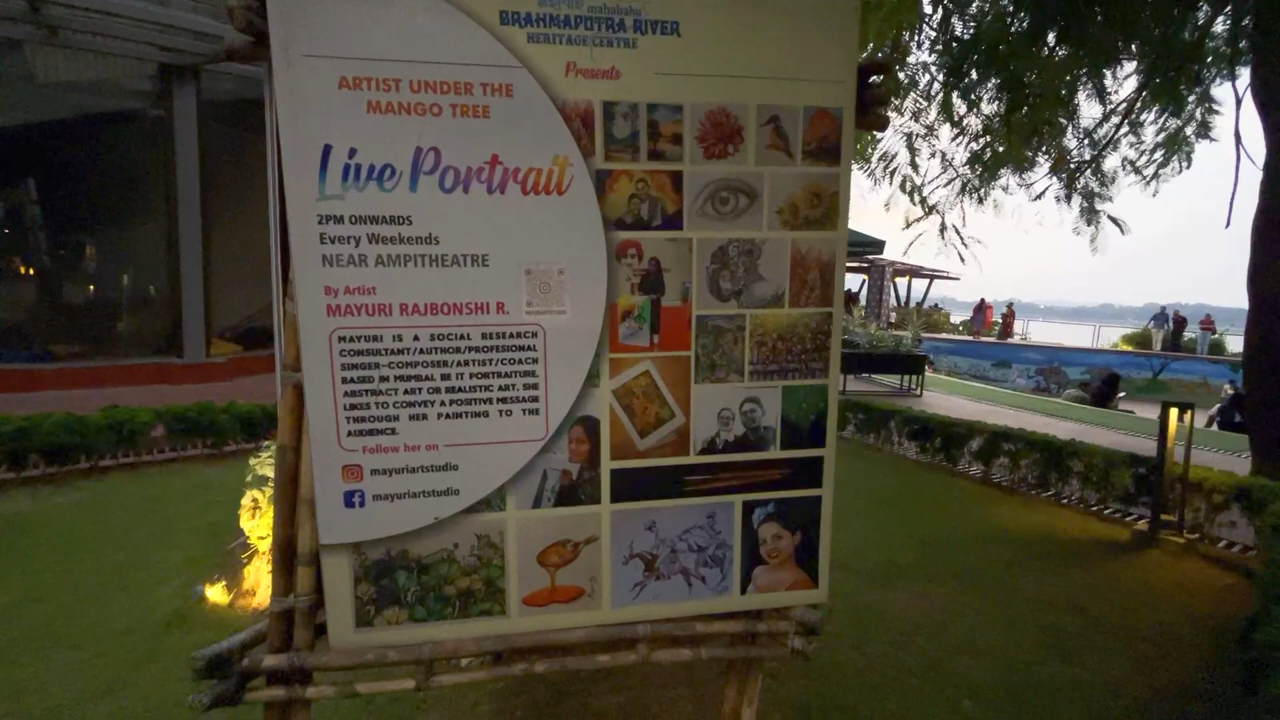 mahabahu
BRAHMAPUTRA RIVER
HERITAGE CENTRE
Presents
ARTIST UNDER THE
MANGO TREE
Live Portrait
2PM ONWARDS
Every Weekends
NEAR AMPITHEATRE
By Artist
MAYURI RAJBONSHI R.
MAYURI IS A SOCIAL RESEARCH
CONSULTANT/AUTHOR/PROFESIONAL
SINGER-COMPOSER/ARTIST/COACH
BASED IN MUMBAI. BE IT PORTRAITURE,
ABSTRACT ART OR REALISTIC ART. SHE
LIKES TO CONVEY A POSITIVE MESSAGE
THROUGH HER PAINTING TO THE
AUDIENCE.
Follow her on
mayuriartstudio
mayuriartstudio